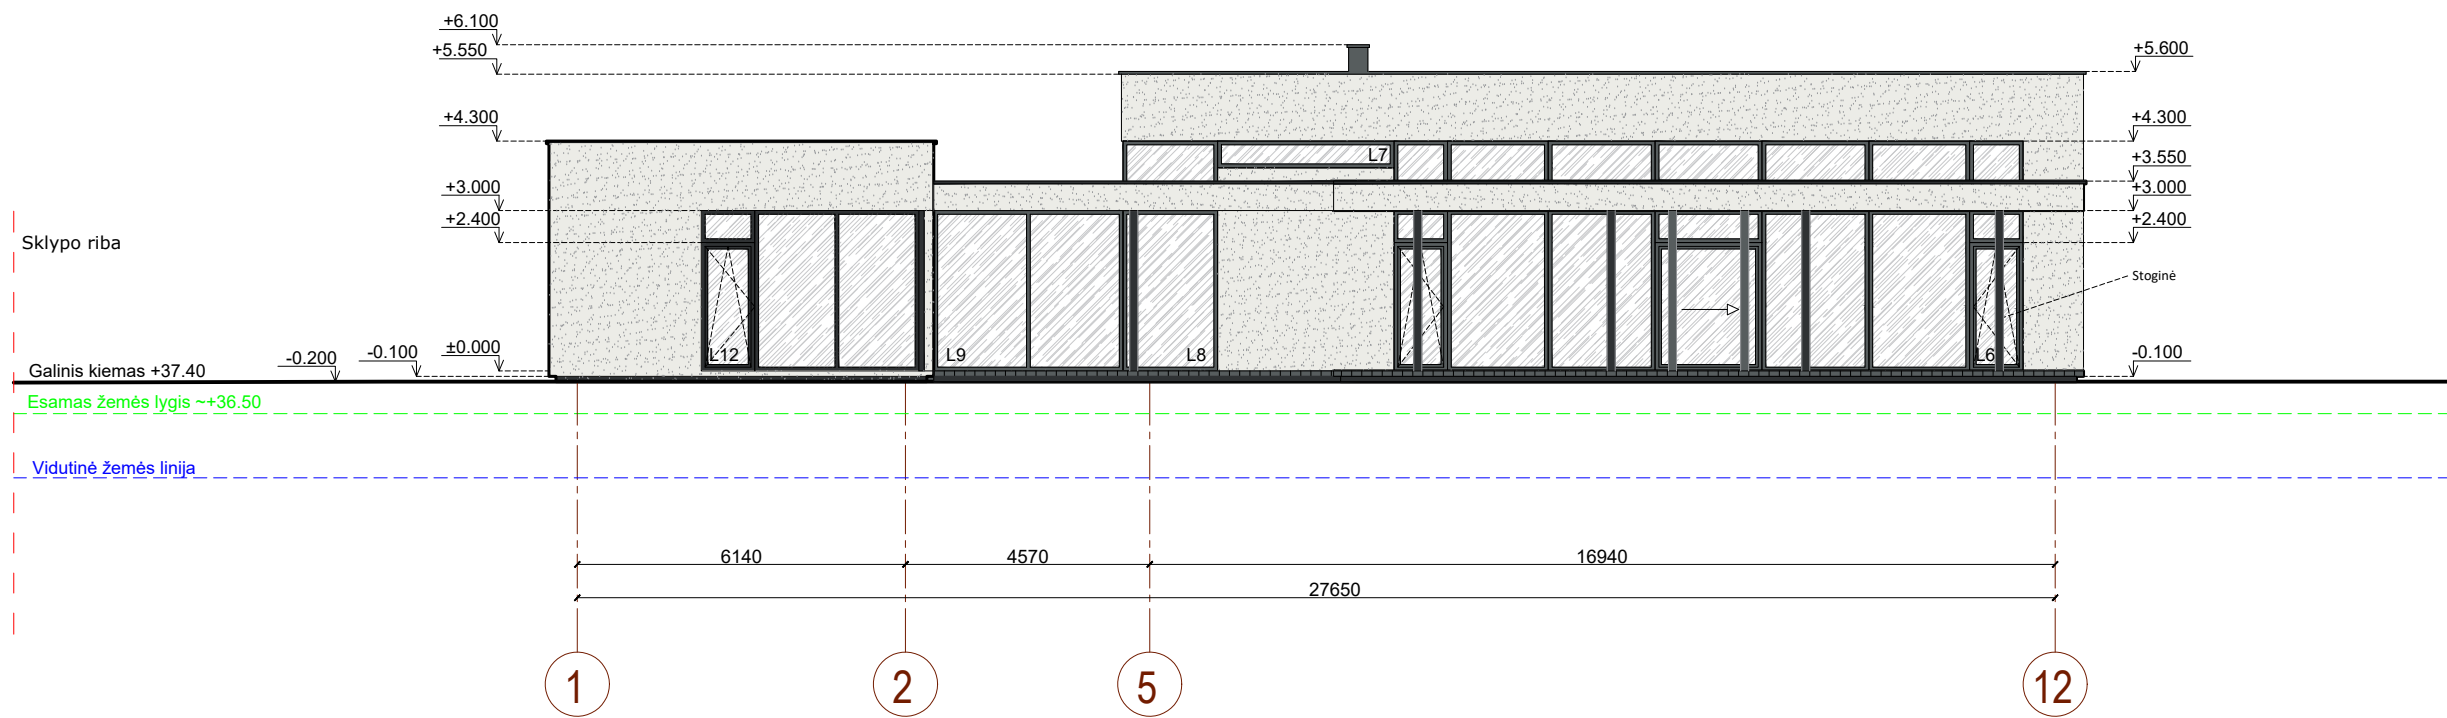 +6.100
+5.550
+5.600
+4.300
+4.300
L7
+3.550
+3.000
+3.000
+2.400
+2.400
Sklypo riba
Stoginė
±0.000
-0.100
-0.200
-0.100
L12
L9
L8
L6
Galinis kiemas +37.40
Esamas žemės lygis ~+36.50
Vidutinė žemės linija
6140
4570
16940
27650
1
2
5
12